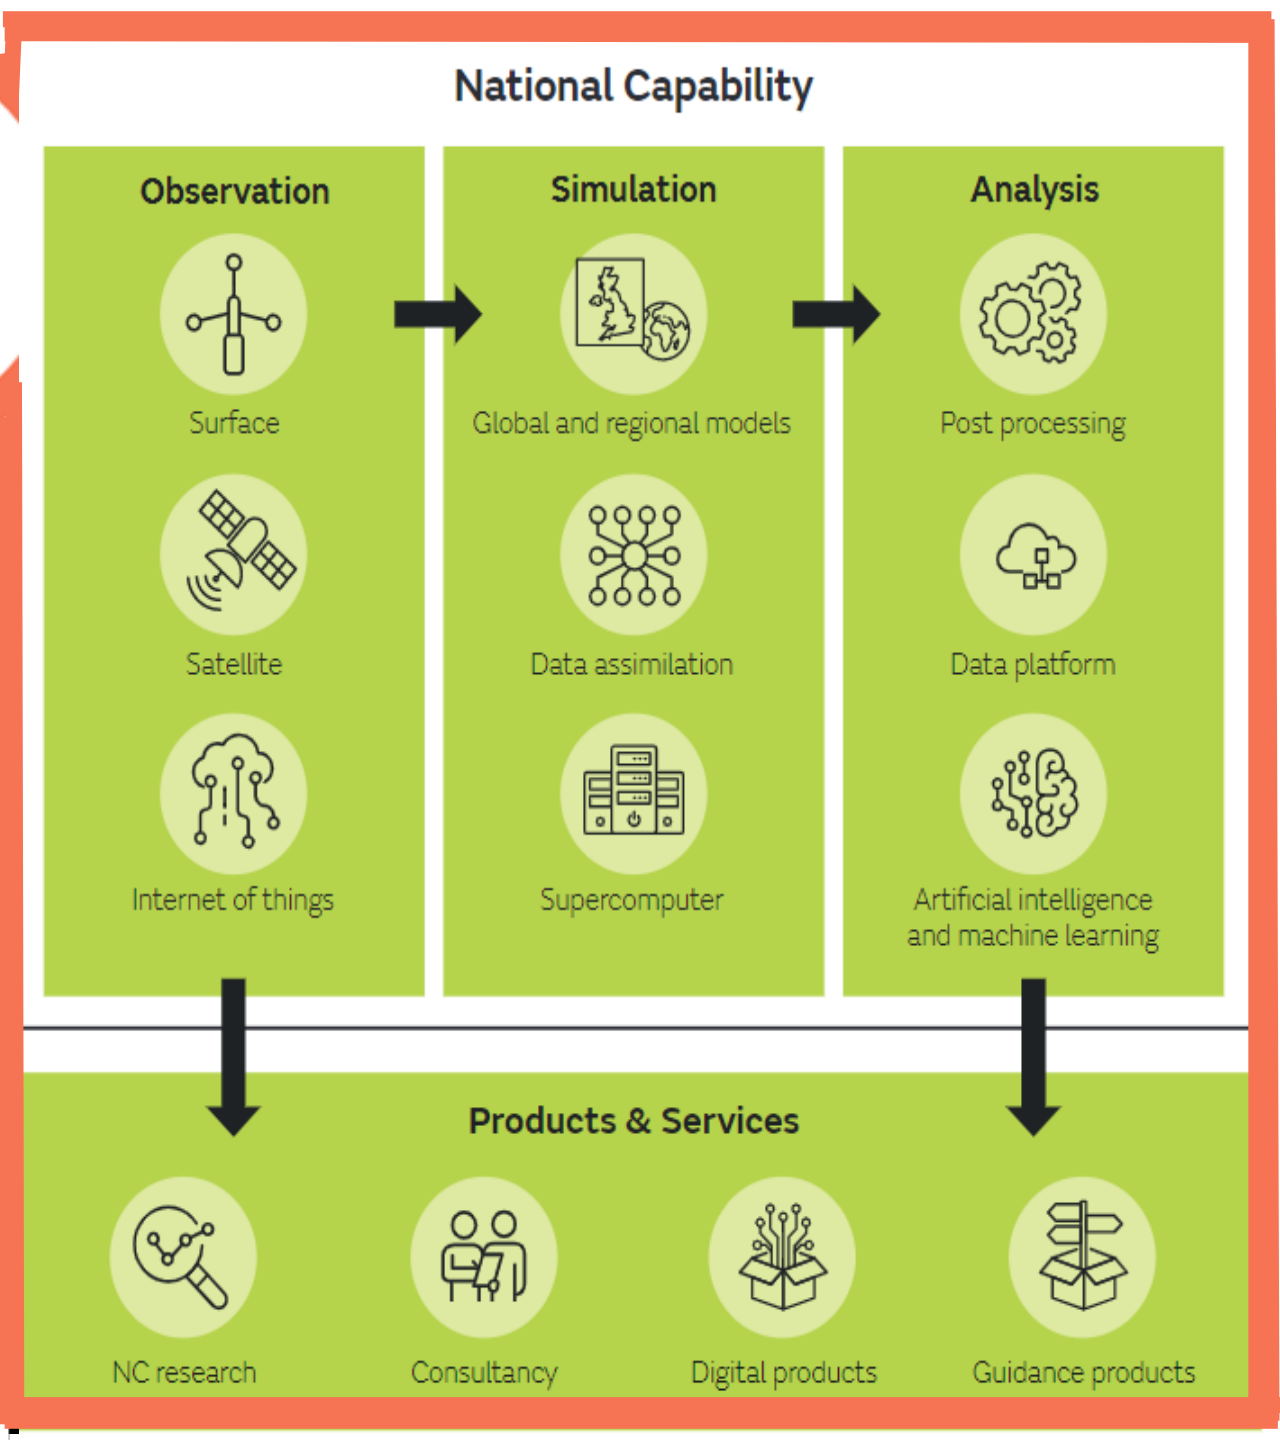 National Capability
Observation
Surface
Satellite
Internet of things
Simulation
Global and regional models
Data assimilation
Supercomputer
Analysis
Post processing
Data platform
Artificial intelligence
and machine learning
Products & Services
NC research
Consultancy
Digital products
Guidance products